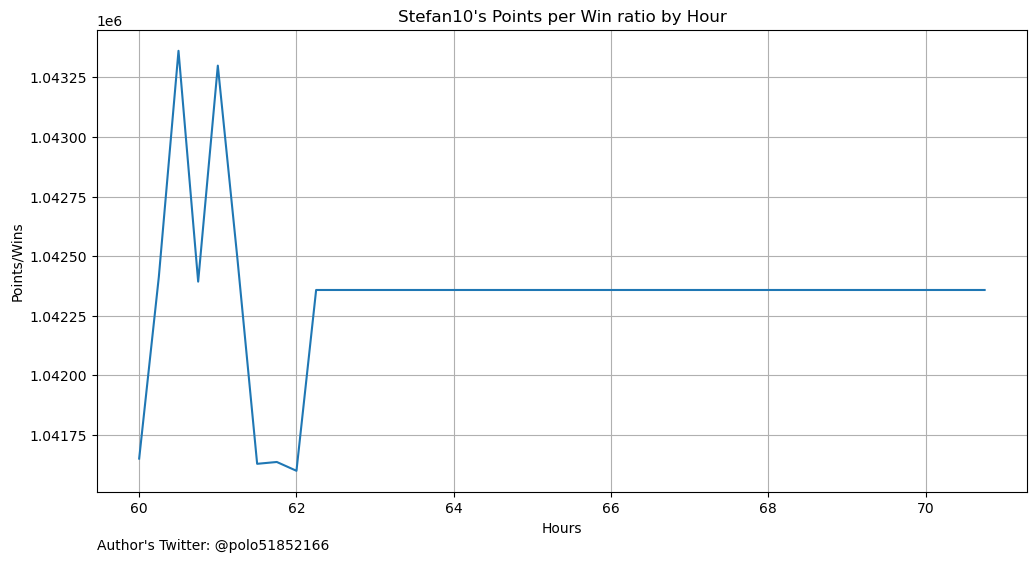 Stefan10's Points per Win ratio by Hour
1e6
1.04325
1.04300
1.04275
1.04250
1.04225
1.04200
1.04175
Points/Wins
60 62 64 66 68 70
Hours
Author's Twitter: @polo51852166